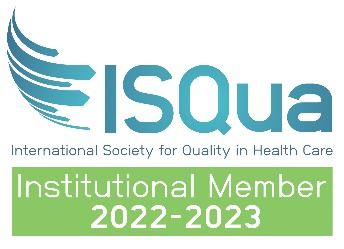 ISQua
International Society for Quality in Health Care
Institutional Member
2022-2023